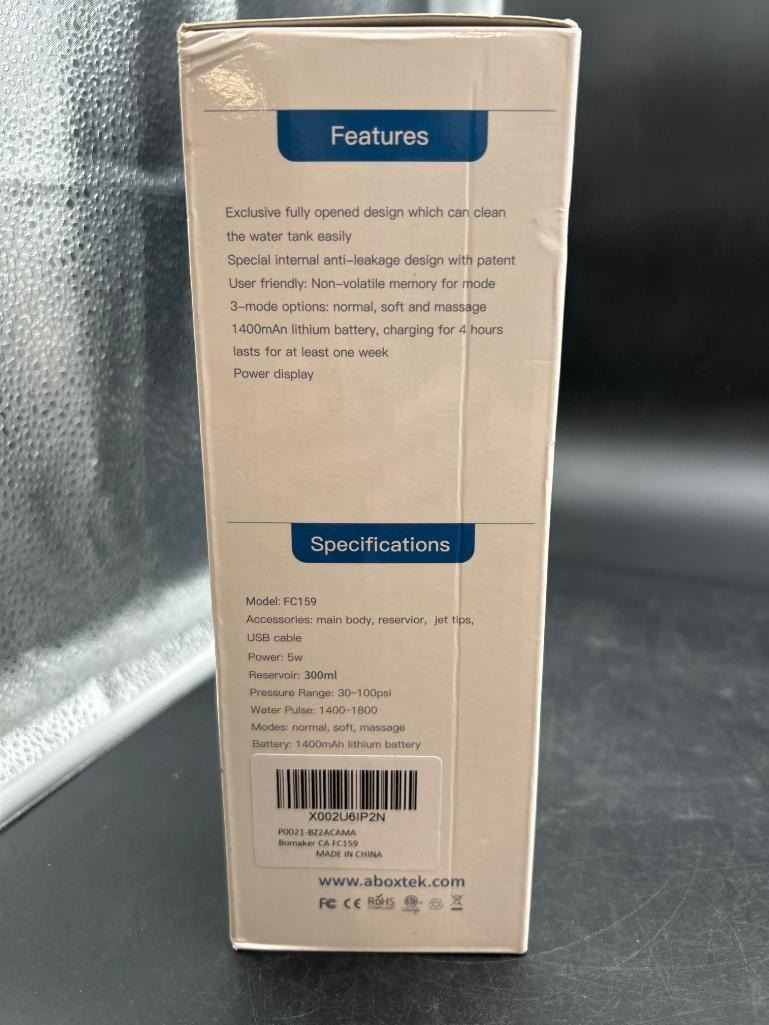 Features
Exclusive fully opened design which can clean
the water tank easily
Special internal anti-leakage design with patent
User friendly: Non-volatile memory for mode
3-mode options: normal, soft and massage
1400mAn lithium battery, charging for 4 hours
lasts for at least one week
Power display
Specifications
Model: FC159
Accessories: main body, reservior, jet tips,
USB cable
Power: 5w
Reservoir: 300ml
Pressure Range: 30-100psi
Water Pulse: 1400-1800
Modes: normal, soft, massage
Battery: 1400mAh lithium battery
X002U6IP2N
P0021-BZ2ACAMA
Bomaker CA FC159
MADE IN CHINA
www.aboxtek.com
FC CE RoHS